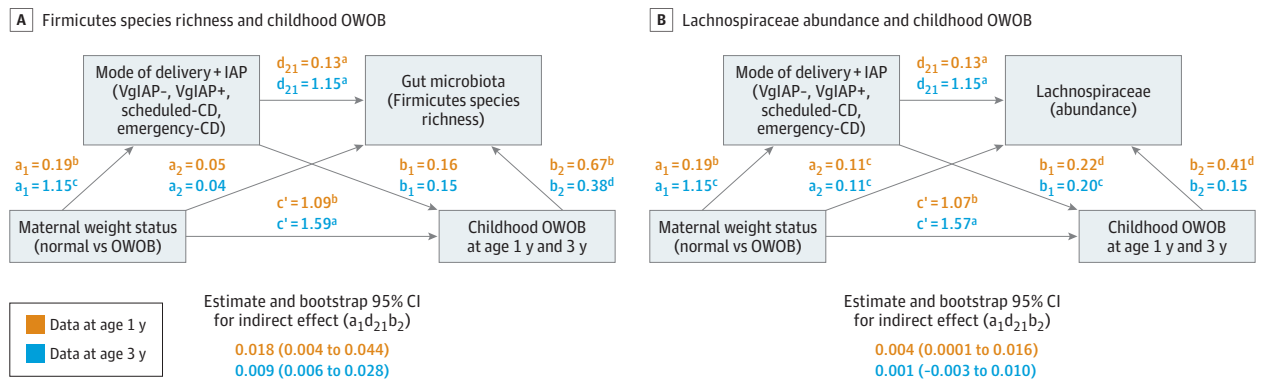 A Firmicutes species richness and childhood OWOB
Mode of delivery + IAP
(VgIAP-, VgIAP+,
scheduled-CD,
emergency-CD)
d21 = 0.13a
d21 = 1.15a
Gut microbiota
(Firmicutes species
richness)
a1 = 0.19b
a1 = 1.15c
a2 = 0.05
a2 = 0.04
b1 = 0.16
b1 = 0.15
b2 = 0.67b
b2 = 0.38d
c' = 1.09b
c' = 1.59a
Maternal weight status
(normal vs OWOB)
Childhood OWOB
at age 1 y and 3 y
Estimate and bootstrap 95% CI
for indirect effect (a1d21b2)
0.018 (0.004 to 0.044)
0.009 (0.006 to 0.028)
Data at age 1 y
Data at age 3 y
B Lachnospiraceae abundance and childhood OWOB
Mode of delivery + IAP
(VgIAP-, VgIAP+,
scheduled-CD,
emergency-CD)
d21 = 0.13a
d21 = 1.15a
Lachnospiraceae
(abundance)
a1 = 0.19b
a1 = 1.15c
a2 = 0.11c
a2 = 0.11c
b1 = 0.22d
b1 = 0.20c
b2 = 0.41d
b2 = 0.15
c' = 1.07b
c' = 1.57a
Maternal weight status
(normal vs OWOB)
Childhood OWOB
at age 1 y and 3 y
Estimate and bootstrap 95% CI
for indirect effect (a1d21b2)
0.004 (0.0001 to 0.016)
0.001 (-0.003 to 0.010)